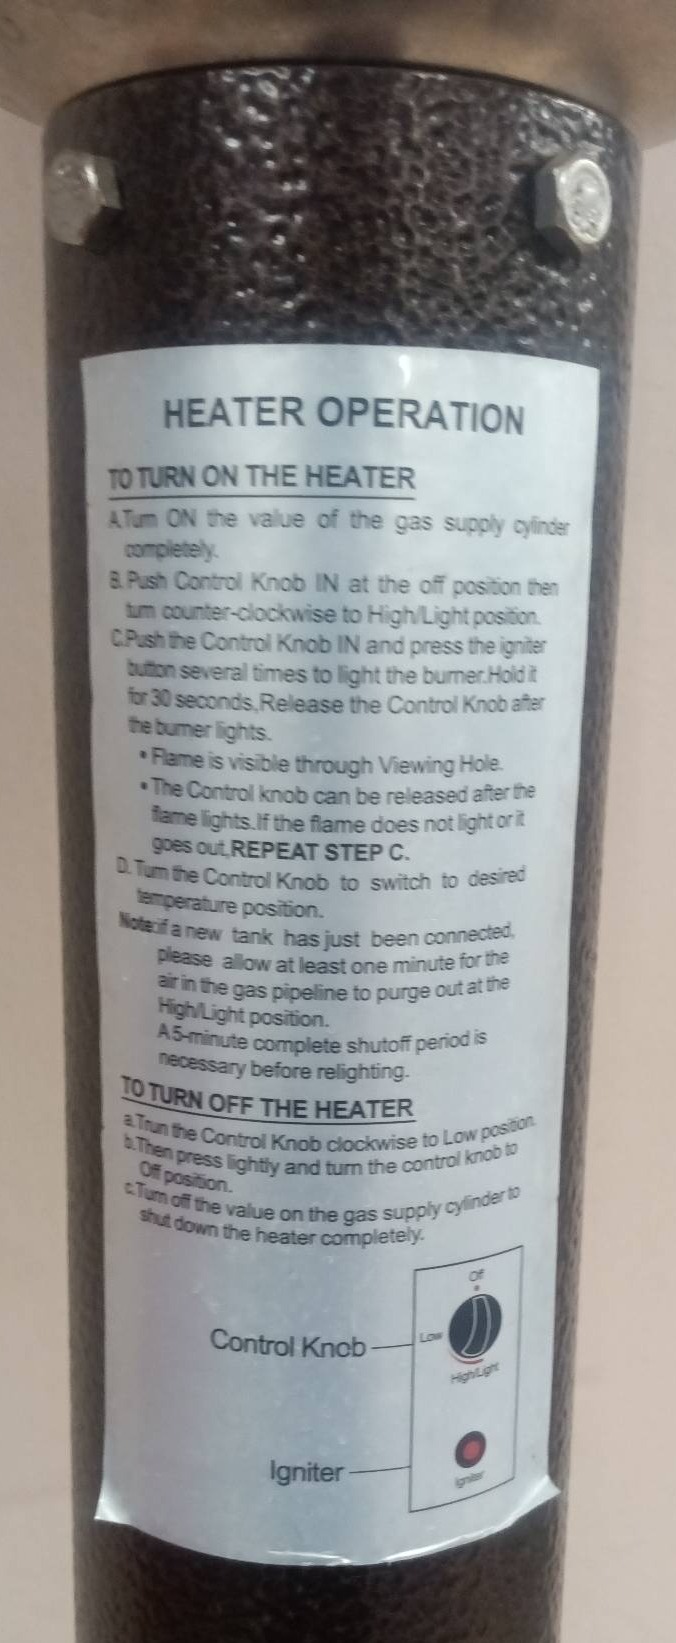 HEATER OPERATION
TO TURN ON THE HEATER
A.Turn ON the value of the gas supply cylinder
completely.
B. Push Control Knob IN at the off position then
turn counter-clockwise to High/Light position.
C.Push the Control Knob IN and press the igniter
button several times to light the burner.Hold it
for 30 seconds,Release the Control Knob after
the burner lights.
• Flame is visible through Viewing Hole.
• The Control knob can be released after the
flame lights.If the flame does not light or it
goes out,REPEAT STEP C.
D. Turn the Control Knob to switch to desired
temperature position.
Note:if a new tank has just been connected,
please allow at least one minute for the
air in the gas pipeline to purge out at the
High/Light position.
A 5-minute complete shutoff period is
necessary before relighting.
TO TURN OFF THE HEATER
a.Trun the Control Knob clockwise to Low position.
b.Then press lightly and turn the control knob to
Off position.
c.Turn off the value on the gas supply cylinder to
shut down the heater completely.
Off
Control Knob
Low
High/Light
Igniter
Igniter